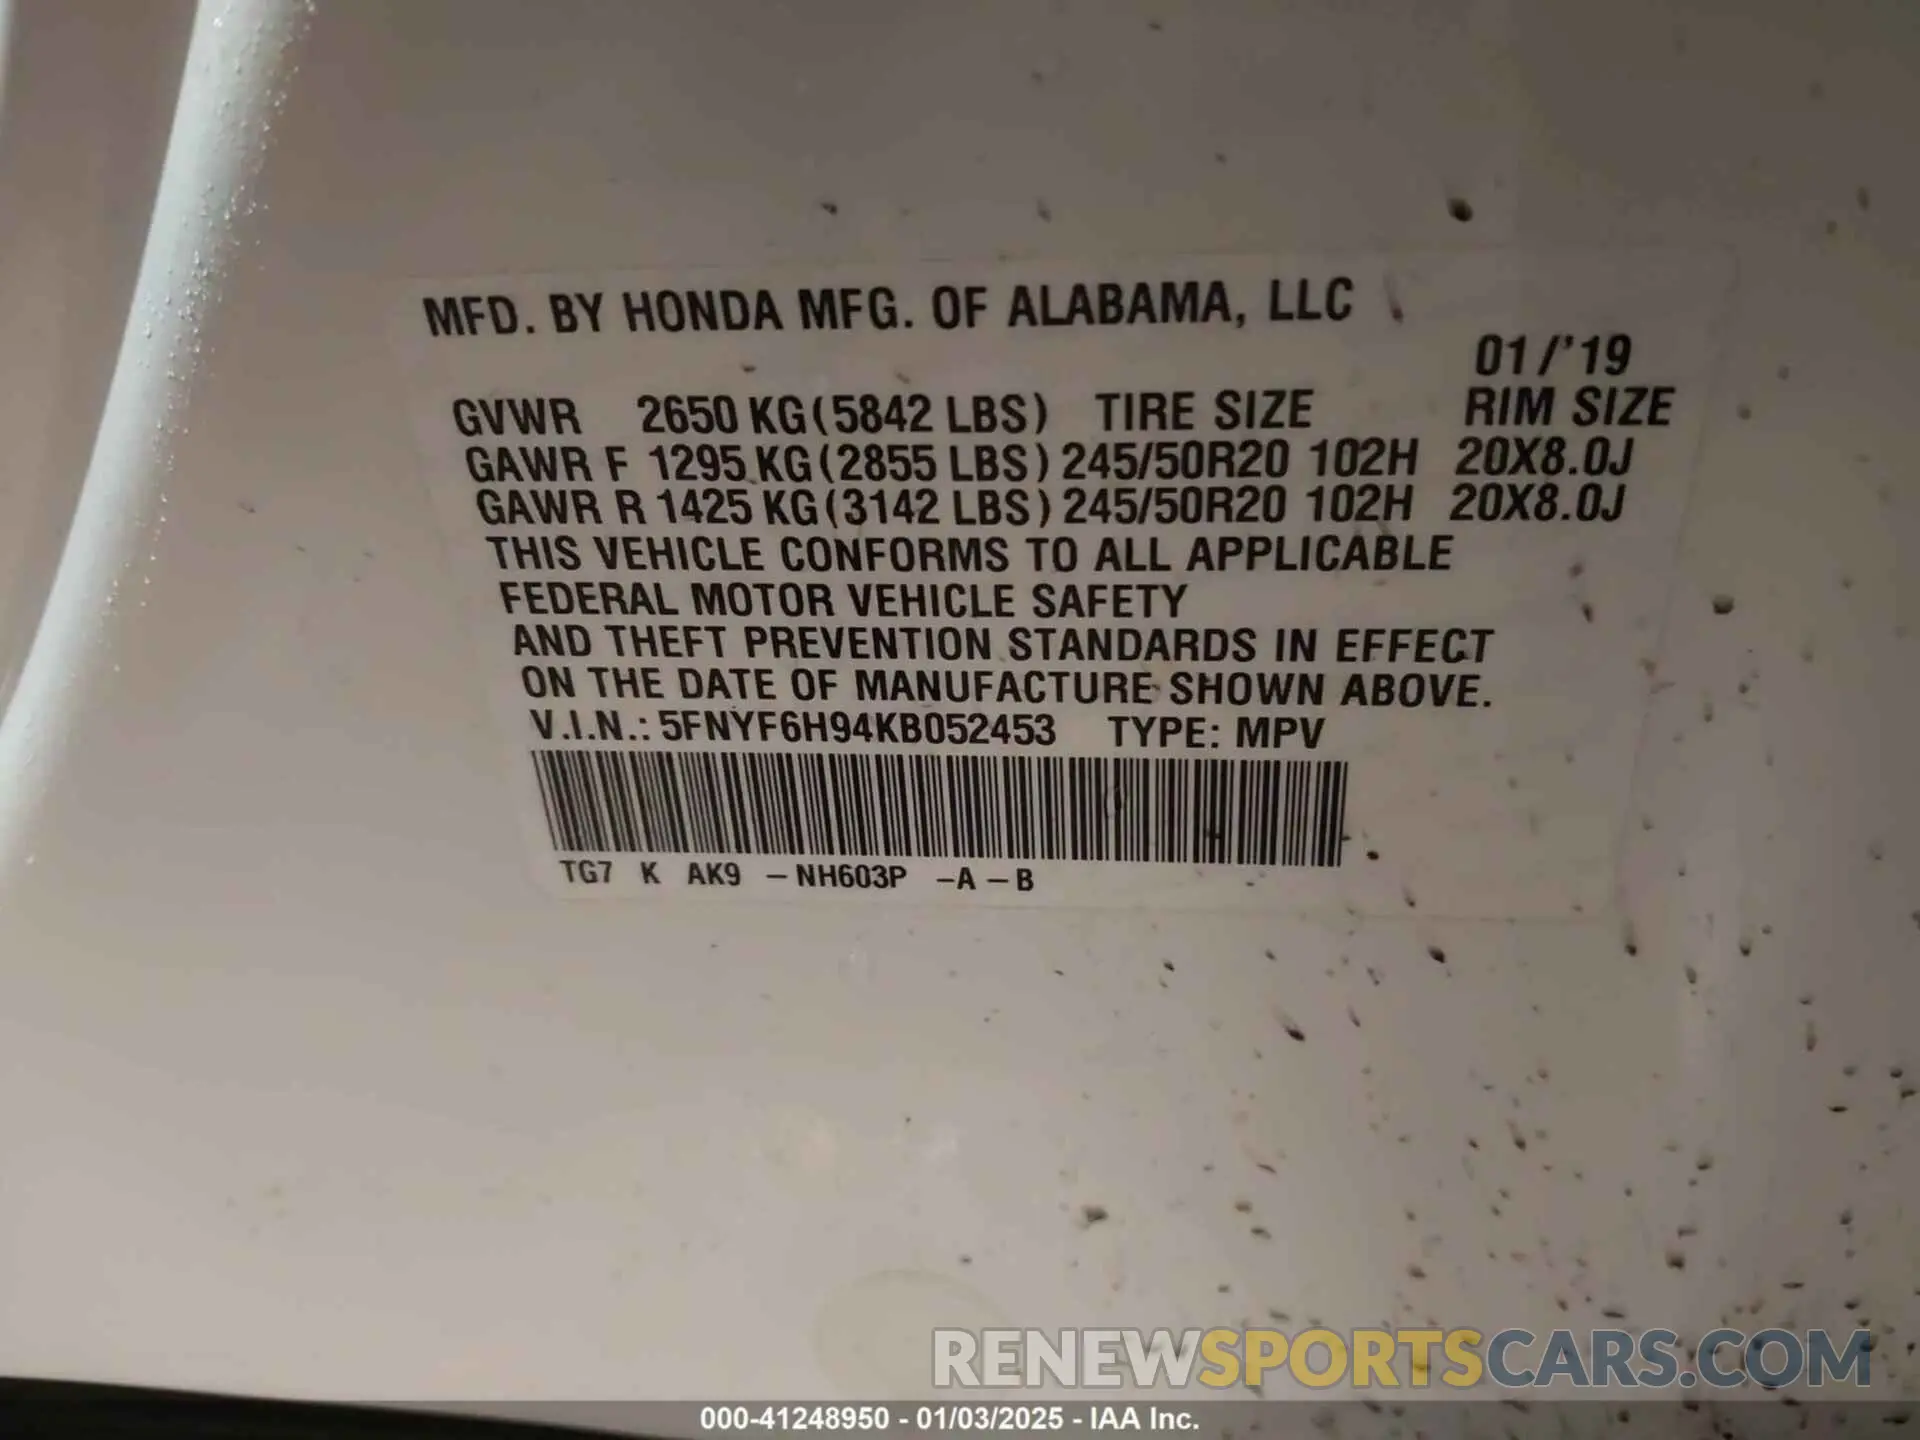 MFD. BY HONDA MFG. OF ALABAMA, LLC
01/'19
GVWR 2650 KG (5842 LBS) TIRE SIZE RIM SIZE
GAWR F 1295 KG (2855 LBS) 245/50R20 102H 20X8.0J
GAWR R 1425 KG (3142 LBS) 245/50R20 102H 20X8.0J
THIS VEHICLE CONFORMS TO ALL APPLICABLE
FEDERAL MOTOR VEHICLE SAFETY
AND THEFT PREVENTION STANDARDS IN EFFECT
ON THE DATE OF MANUFACTURE SHOWN ABOVE.
V.I.N.: 5FNYF6H94KB052453 TYPE: MPV
TG7 K AK9 -NH603P -A-B
RENEWSPORTSCARS.COM
000-41248950 - 01/03/2025 - IAA Inc.